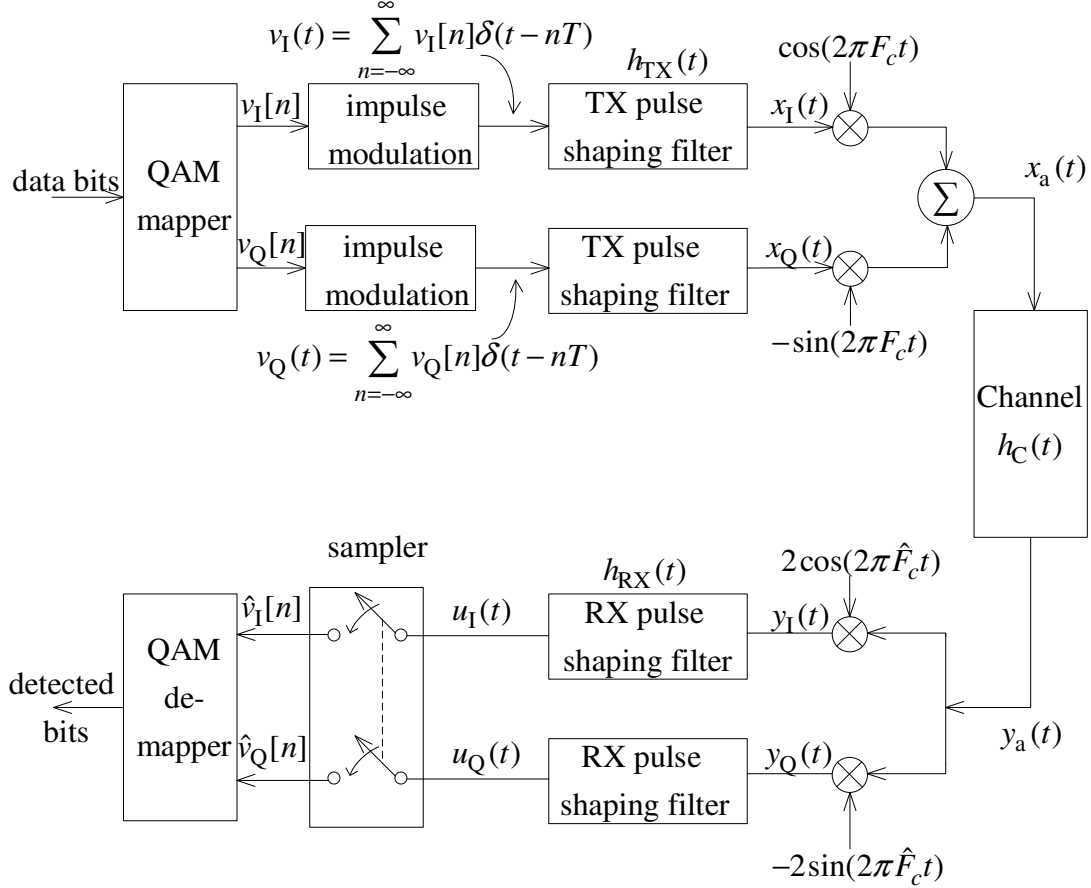 v_I(t) = ∑_{n=−∞}^{∞} v_I[n]δ(t − nT)
cos(2πF_c t)
h_TX(t)
v_I[n]
impulse
modulation
TX pulse
shaping filter
x_I(t)
data bits
QAM
mapper
∑
x_a(t)
v_Q[n]
impulse
modulation
TX pulse
shaping filter
x_Q(t)
−sin(2πF_c t)
v_Q(t) = ∑_{n=−∞}^{∞} v_Q[n]δ(t − nT)
Channel
h_C(t)
sampler
h_RX(t)
2cos(2πF̂_c t)
v̂_I[n]
u_I(t)
RX pulse
shaping filter
y_I(t)
detected
bits
QAM
de-
mapper
y_a(t)
v̂_Q[n]
u_Q(t)
RX pulse
shaping filter
y_Q(t)
−2sin(2πF̂_c t)